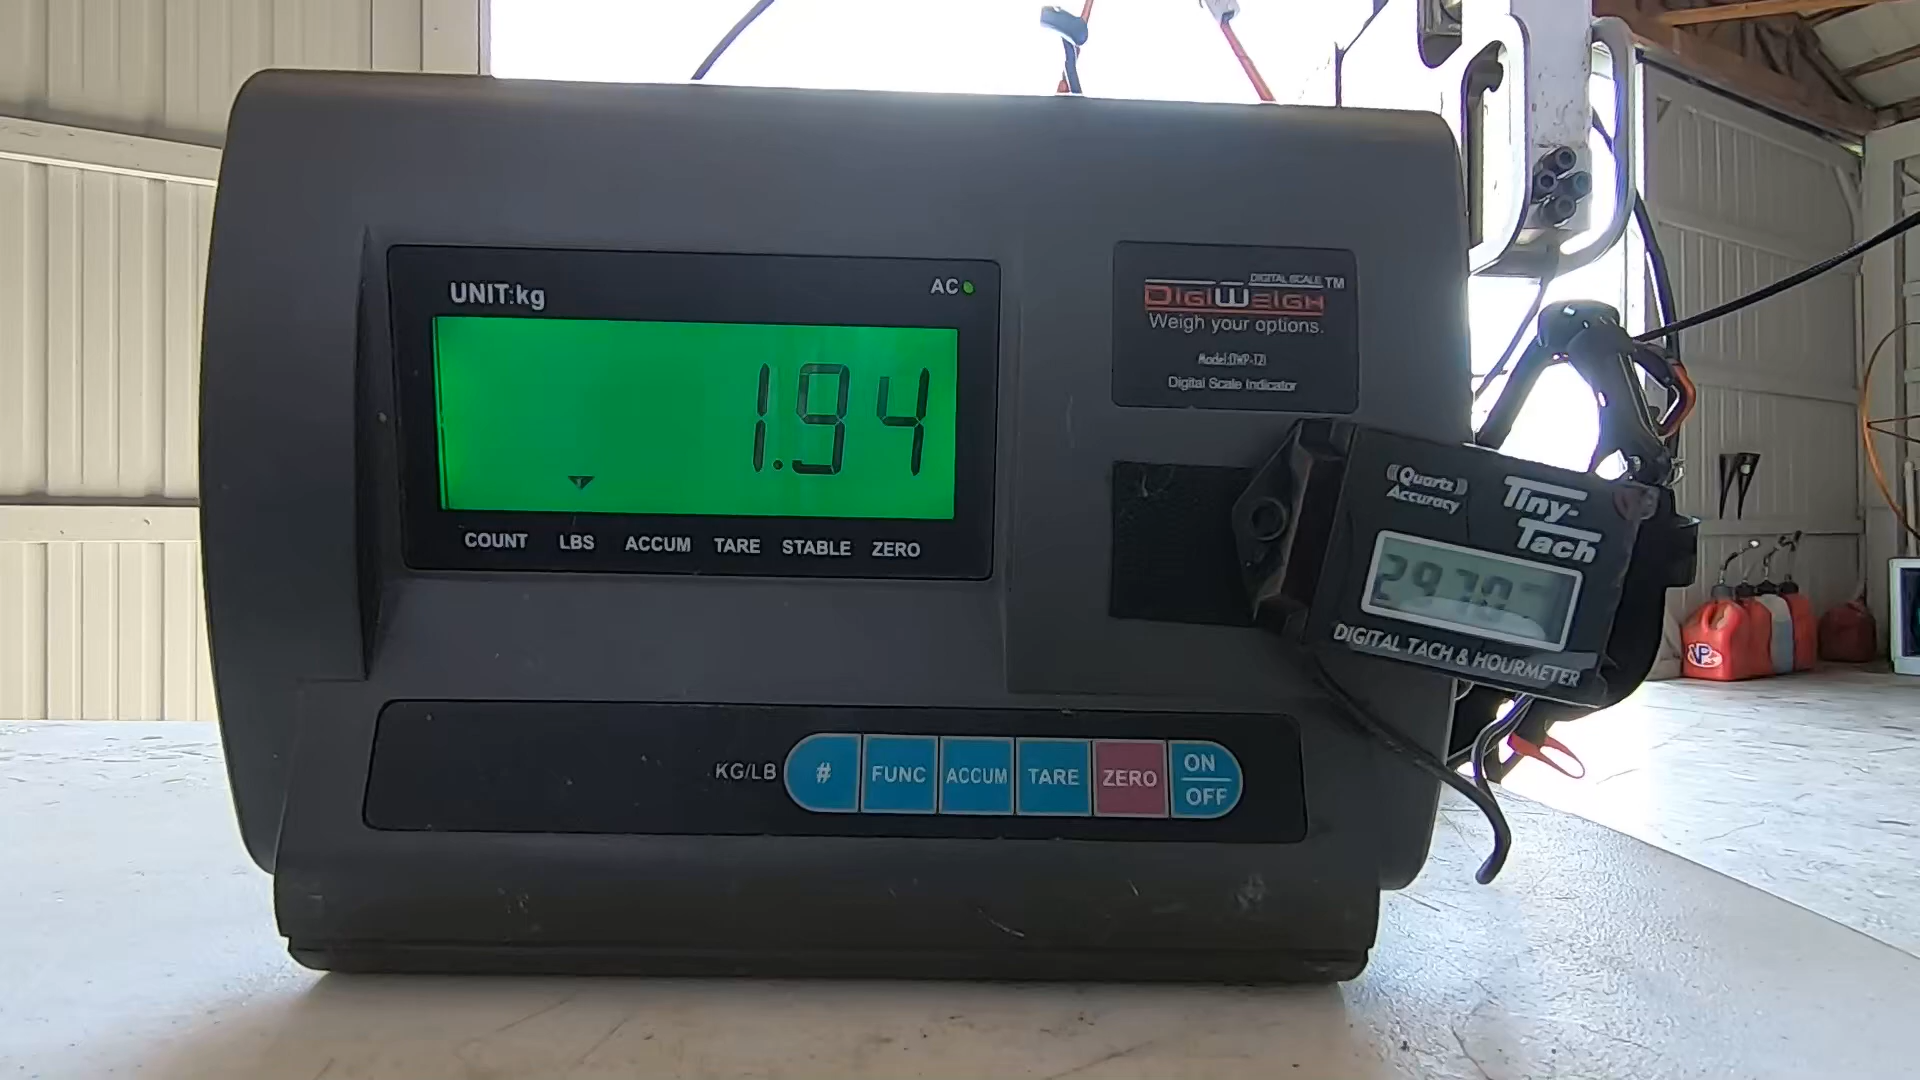 UNIT:kg
AC
1.94
COUNT LBS ACCUM TARE STABLE ZERO
DIGITAL SCALE TM
DIGIWEIGH
Weigh your options.
Digital Scale Indicator
Quartz
Accuracy
Tiny-
Tach
DIGITAL TACH & HOURMETER
KG/LB # FUNC ACCUM TARE ZERO ON
OFF
VP